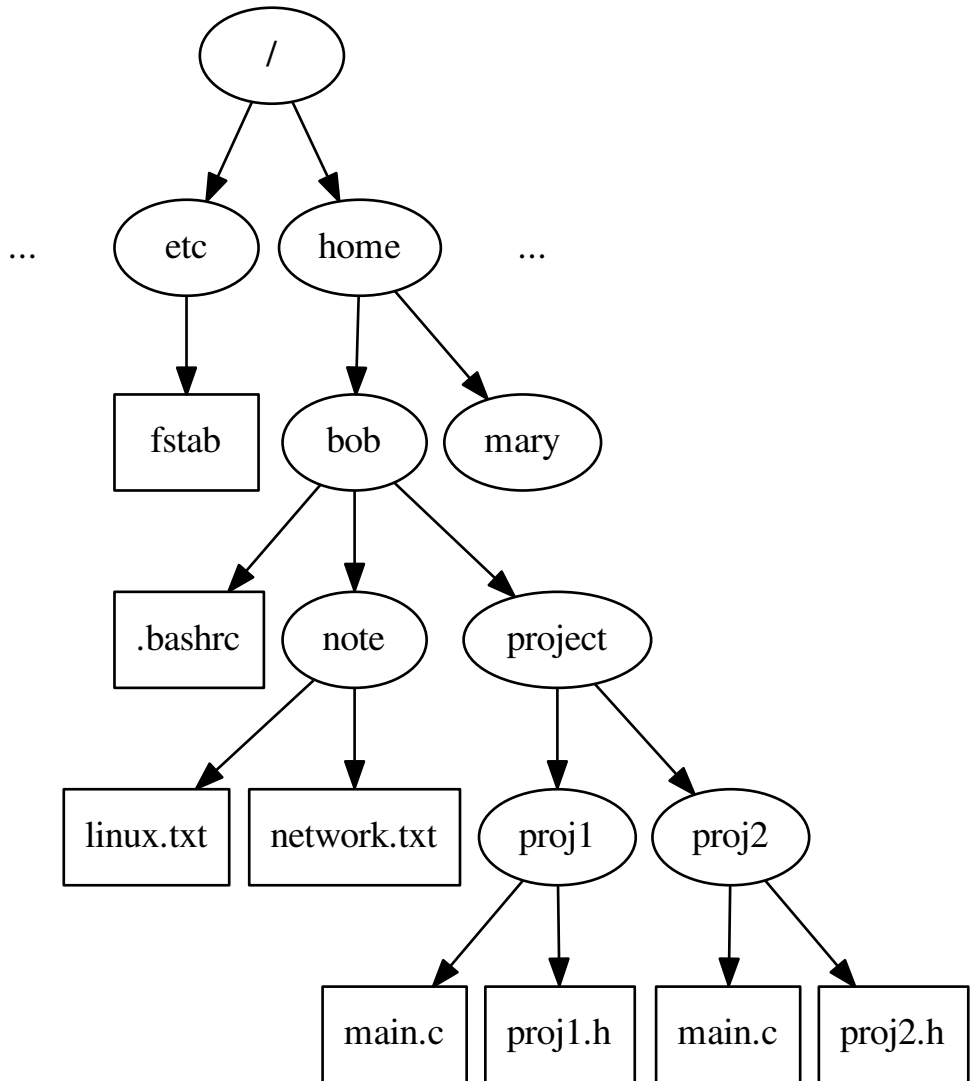 /
... etc home ...
fstab bob mary
.bashrc note project
linux.txt network.txt proj1 proj2
main.c proj1.h main.c proj2.h